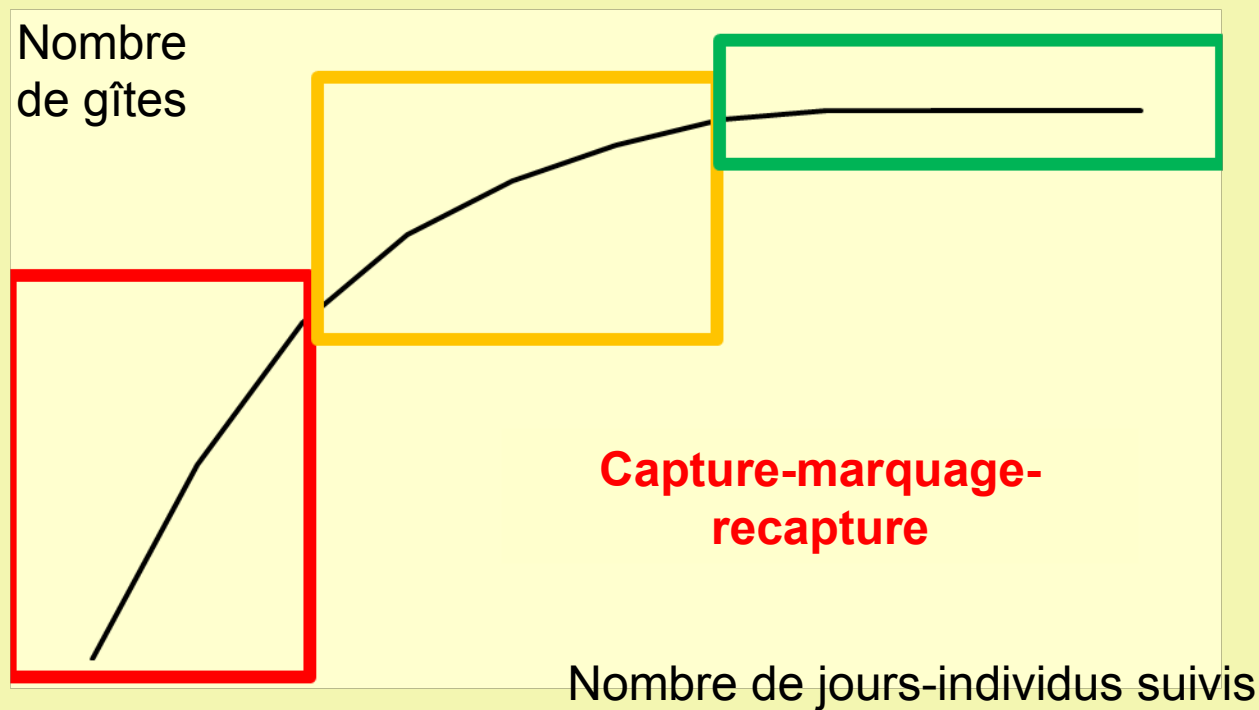 Nombre
de gîtes
Capture-marquage-
recapture
Nombre de jours-individus suivis